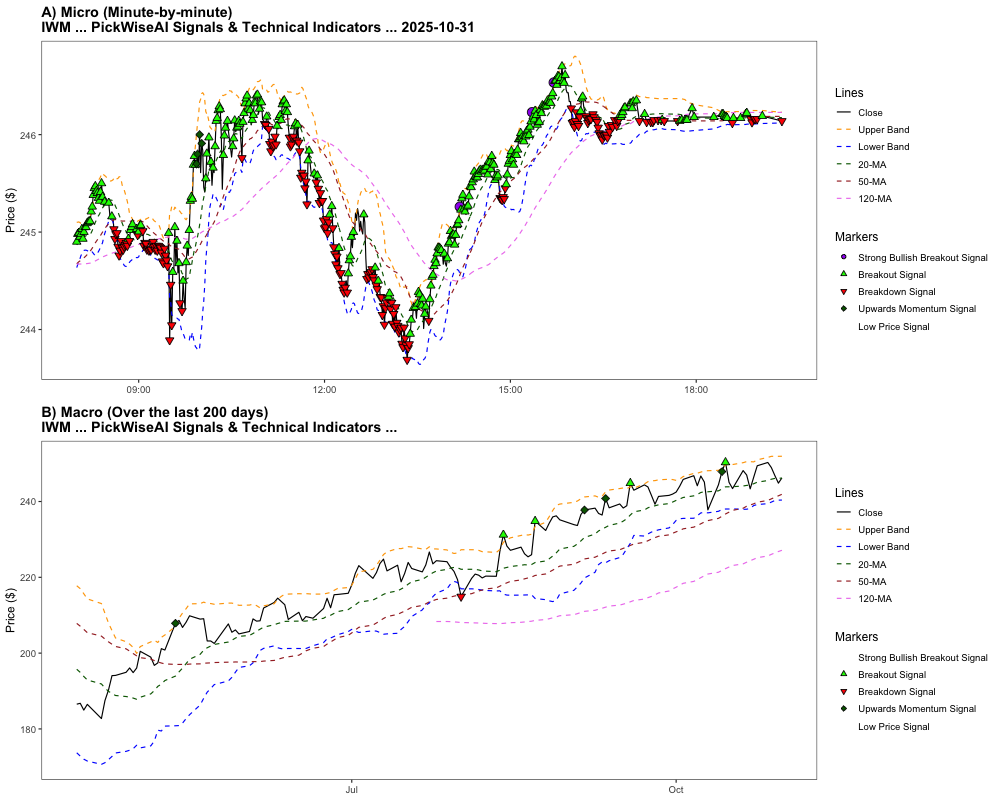 A) Micro (Minute-by-minute)
IWM ... PickWiseAI Signals & Technical Indicators ... 2025-10-31
Price ($)
246
245
244
09:00
12:00
15:00
18:00
Lines
Close
Upper Band
Lower Band
20-MA
50-MA
120-MA
Markers
Strong Bullish Breakout Signal
Breakout Signal
Breakdown Signal
Upwards Momentum Signal
Low Price Signal
B) Macro (Over the last 200 days)
IWM ... PickWiseAI Signals & Technical Indicators ...
Price ($)
240
220
200
180
Jul
Oct
Lines
Close
Upper Band
Lower Band
20-MA
50-MA
120-MA
Markers
Strong Bullish Breakout Signal
Breakout Signal
Breakdown Signal
Upwards Momentum Signal
Low Price Signal